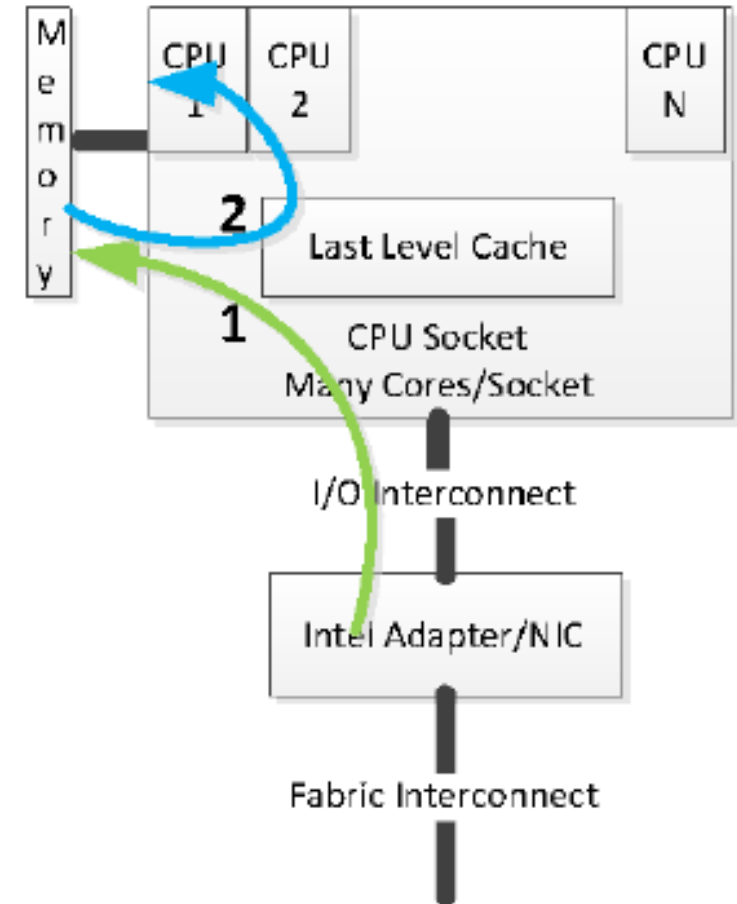 Memory
CPU
1
CPU
2
CPU
N
2
Last Level Cache
1
CPU Socket
Many Cores/Socket
I/O Interconnect
Intel Adapter/NIC
Fabric Interconnect